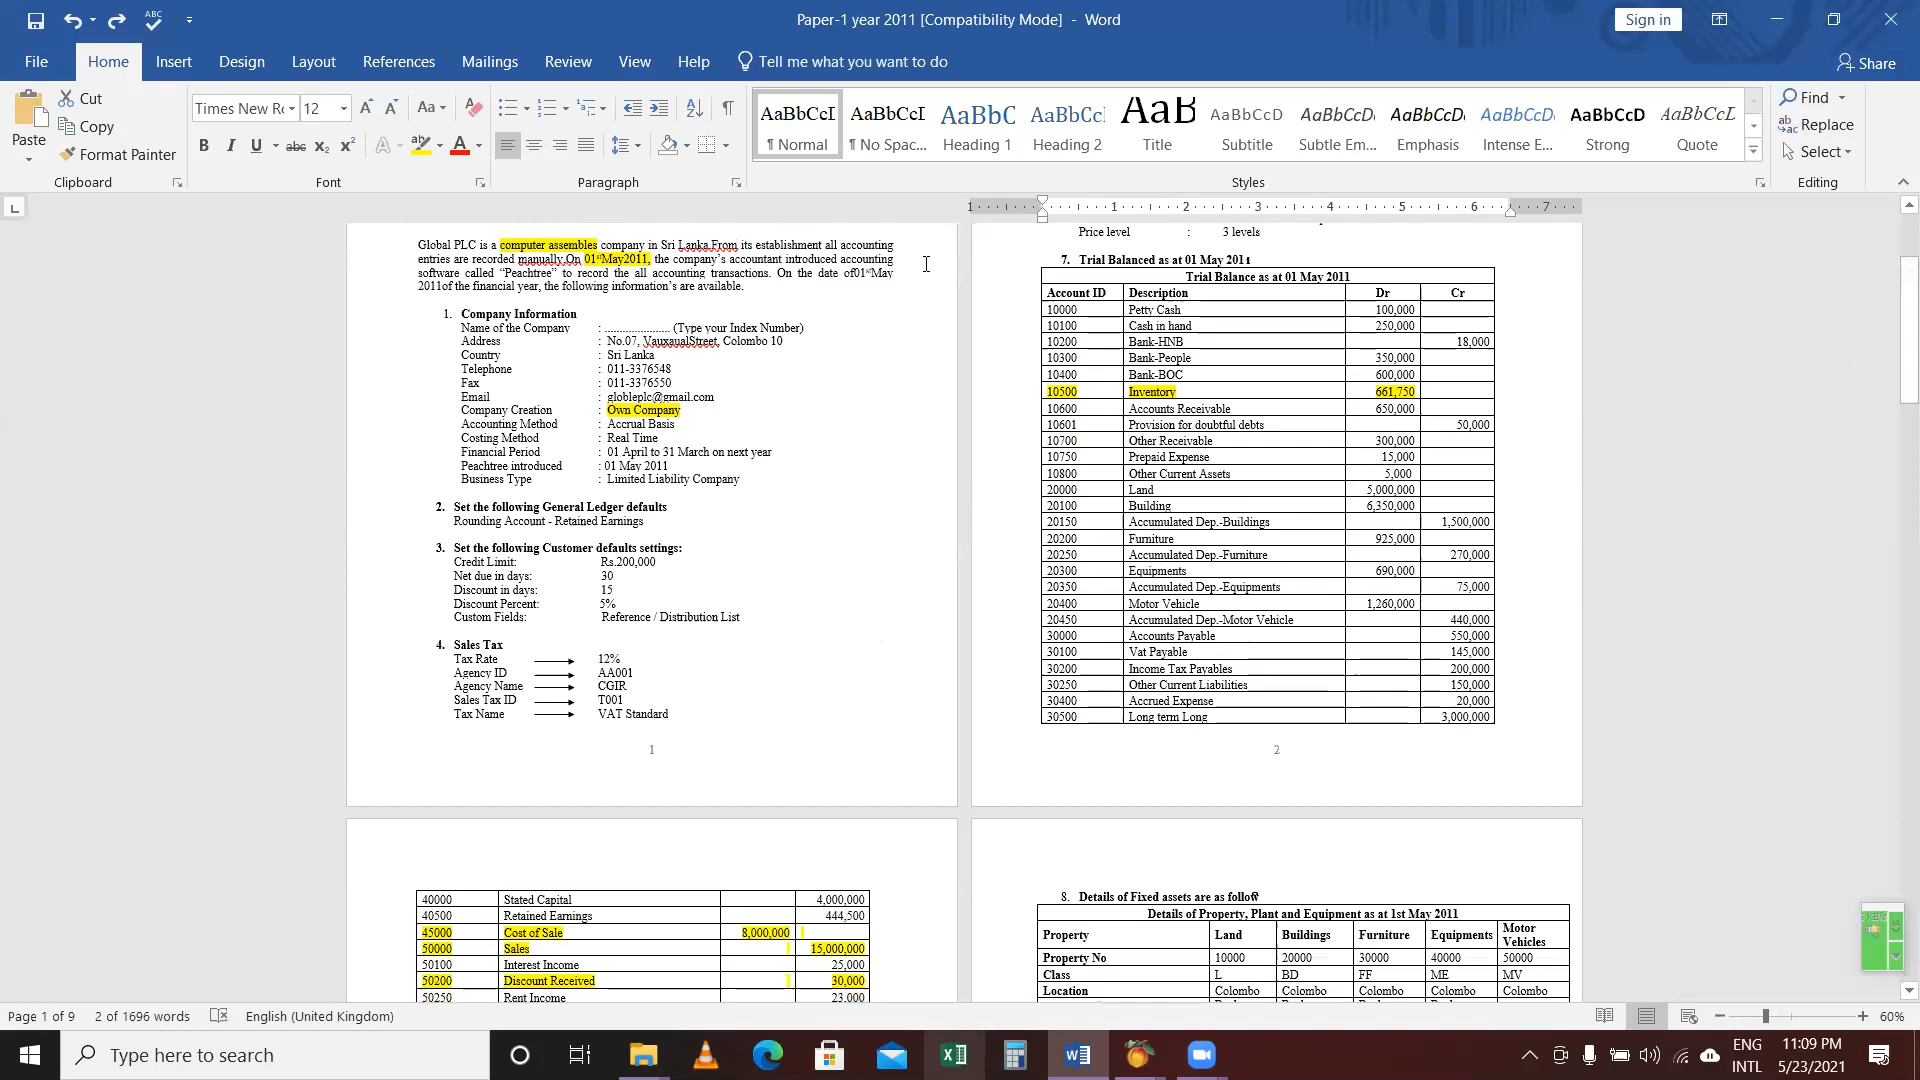 Paper-1 year 2011 [Compatibility Mode] - Word
Sign in
File Home Insert Design Layout References Mailings Review View Help Tell me what you want to do
Share
Paste
Cut
Copy
Format Painter
Clipboard
Times New Ro 12
Font
Paragraph
AaBbCcI AaBbCcI AaBbC AaBbCcI AaB AaBbCcD AaBbCcD AaBbCcD AaBbCcD AaBbCcD AaBbCcD
¶ Normal ¶ No Spac... Heading 1 Heading 2 Title Subtitle Subtle Em... Emphasis Intense E... Strong Quote
Styles
Find
Replace
Select
Editing
Global PLC is a computer assembles company in Sri Lanka.From its establishment all accounting
entries are recorded manually.On 01stMay2011, the company's accountant introduced accounting
software called “Peachtree” to record the all accounting transactions. On the date of01stMay
2011of the financial year, the following information's are available.
1. Company Information
Name of the Company : ...................... (Type your Index Number)
Address : No.07, VauxaualStreet, Colombo 10
Country : Sri Lanka
Telephone : 011-3376548
Fax : 011-3376550
Email : globleplc@gmail.com
Company Creation : Own Company
Accounting Method : Accrual Basis
Costing Method : Real Time
Financial Period : 01 April to 31 March on next year
Peachtree introduced : 01 May 2011
Business Type : Limited Liability Company
2. Set the following General Ledger defaults
Rounding Account - Retained Earnings
3. Set the following Customer defaults settings:
Credit Limit: Rs.200,000
Net due in days: 30
Discount in days: 15
Discount Percent: 5%
Custom Fields: Reference / Distribution List
4. Sales Tax
Tax Rate 12%
Agency ID AA001
Agency Name CGIR
Sales Tax ID T001
Tax Name VAT Standard
1
Price level : 3 levels
7. Trial Balanced as at 01 May 2011
Trial Balance as at 01 May 2011
Account ID Description Dr Cr
10000 Petty Cash 100,000
10100 Cash in hand 250,000
10200 Bank-HNB 18,000
10300 Bank-People 350,000
10400 Bank-BOC 600,000
10500 Inventory 661,750
10600 Accounts Receivable 650,000
10601 Provision for doubtful debts 50,000
10700 Other Receivable 300,000
10750 Prepaid Expense 15,000
10800 Other Current Assets 5,000
20000 Land 5,000,000
20100 Building 6,350,000
20150 Accumulated Dep.-Buildings 1,500,000
20200 Furniture 925,000
20250 Accumulated Dep.-Furniture 270,000
20300 Equipments 690,000
20350 Accumulated Dep.-Equipments 75,000
20400 Motor Vehicle 1,260,000
20450 Accumulated Dep.-Motor Vehicle 440,000
30000 Accounts Payable 550,000
30100 Vat Payable 145,000
30200 Income Tax Payables 200,000
30250 Other Current Liabilities 150,000
30400 Accrued Expense 20,000
30500 Long term Long 3,000,000
2
40000 Stated Capital 4,000,000
40500 Retained Earnings 444,500
45000 Cost of Sale 8,000,000
50000 Sales 15,000,000
50100 Interest Income 25,000
50200 Discount Received 30,000
50250 Rent Income 23,000
8. Details of Fixed assets are as follow
Details of Property, Plant and Equipment as at 1st May 2011
Property Land Buildings Furniture Equipments Motor Vehicles
Property No 10000 20000 30000 40000 50000
Class L BD FF ME MV
Location Colombo Colombo Colombo Colombo Colombo
Page 1 of 9 2 of 1696 words English (United Kingdom)
60%
Type here to search
ENG
INTL
11:09 PM
5/23/2021